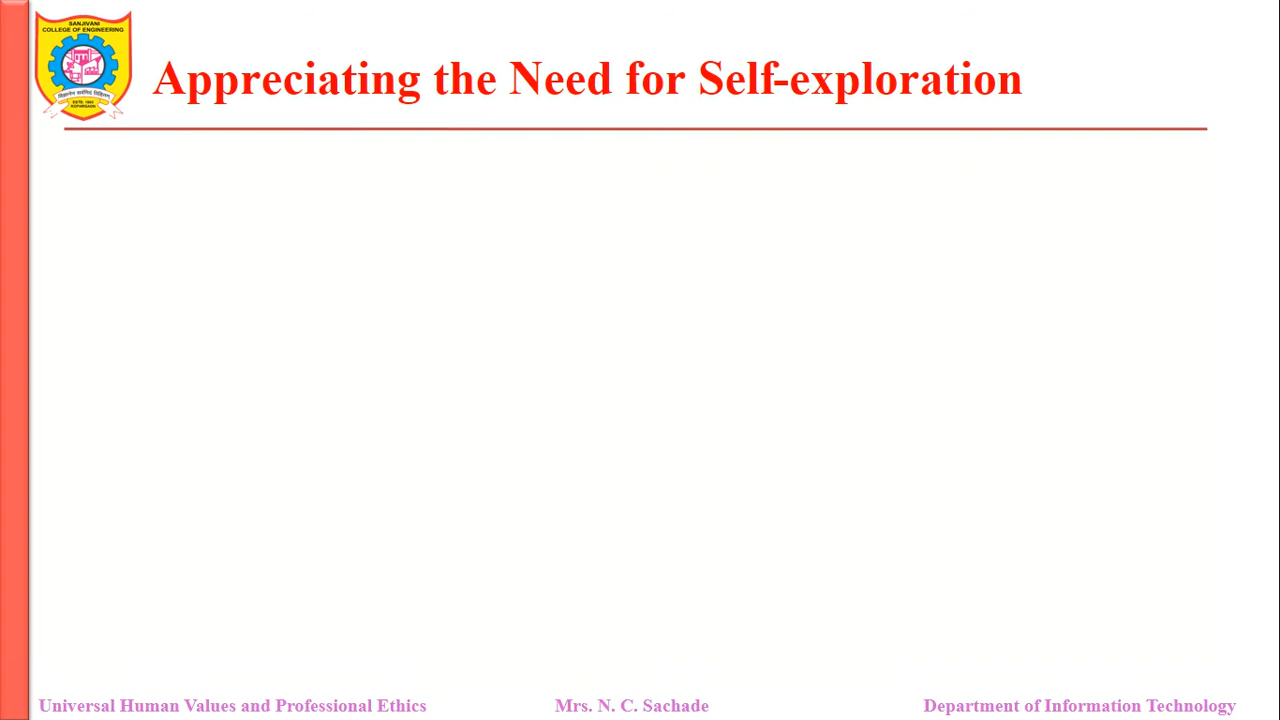 SANJIVANI
COLLEGE OF ENGINEERING
ESTD. 1983
KOPARGAON
Appreciating the Need for Self-exploration
Universal Human Values and Professional Ethics
Mrs. N. C. Sachade
Department of Information Technology